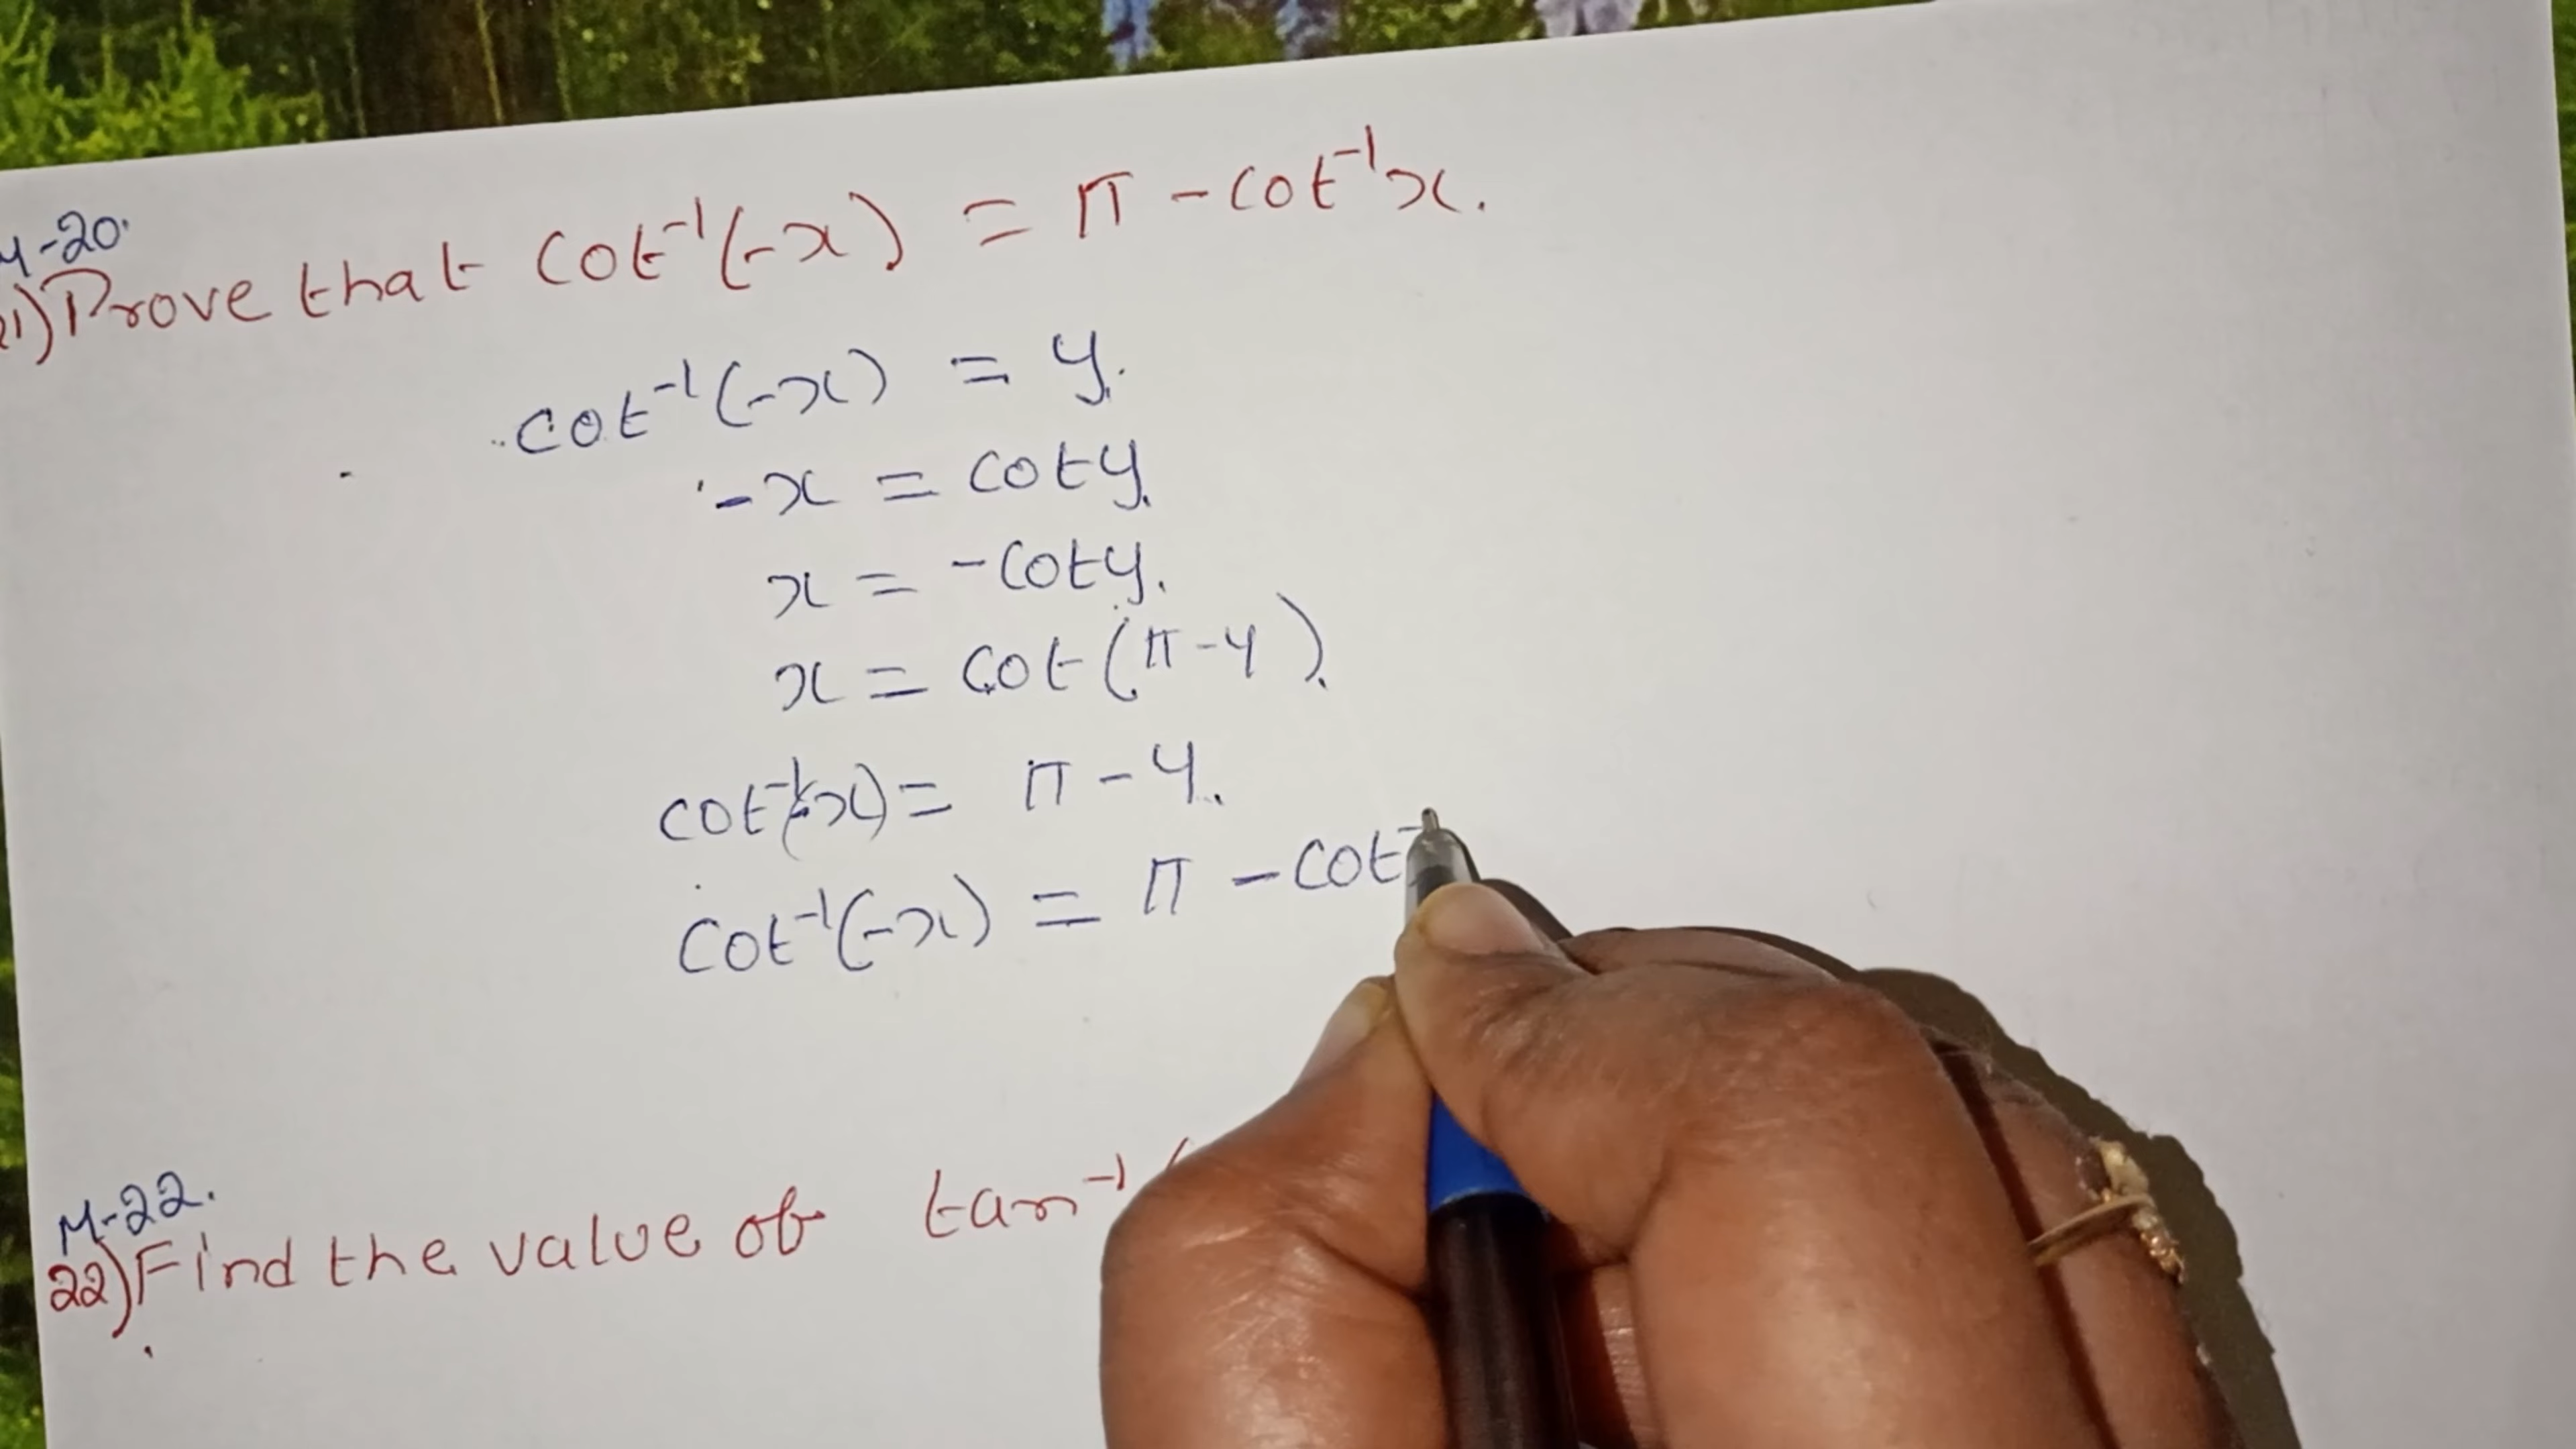 M-20.
21) Prove that cot⁻¹(-x) = π - cot⁻¹x.
cot⁻¹(-x) = y.
-x = cot y.
x = -cot y.
x = cot(π-y).
cot⁻¹(-x) = π - y.
cot⁻¹(-x) = π - cot⁻
M-22.
22) Find the value of tan⁻¹(